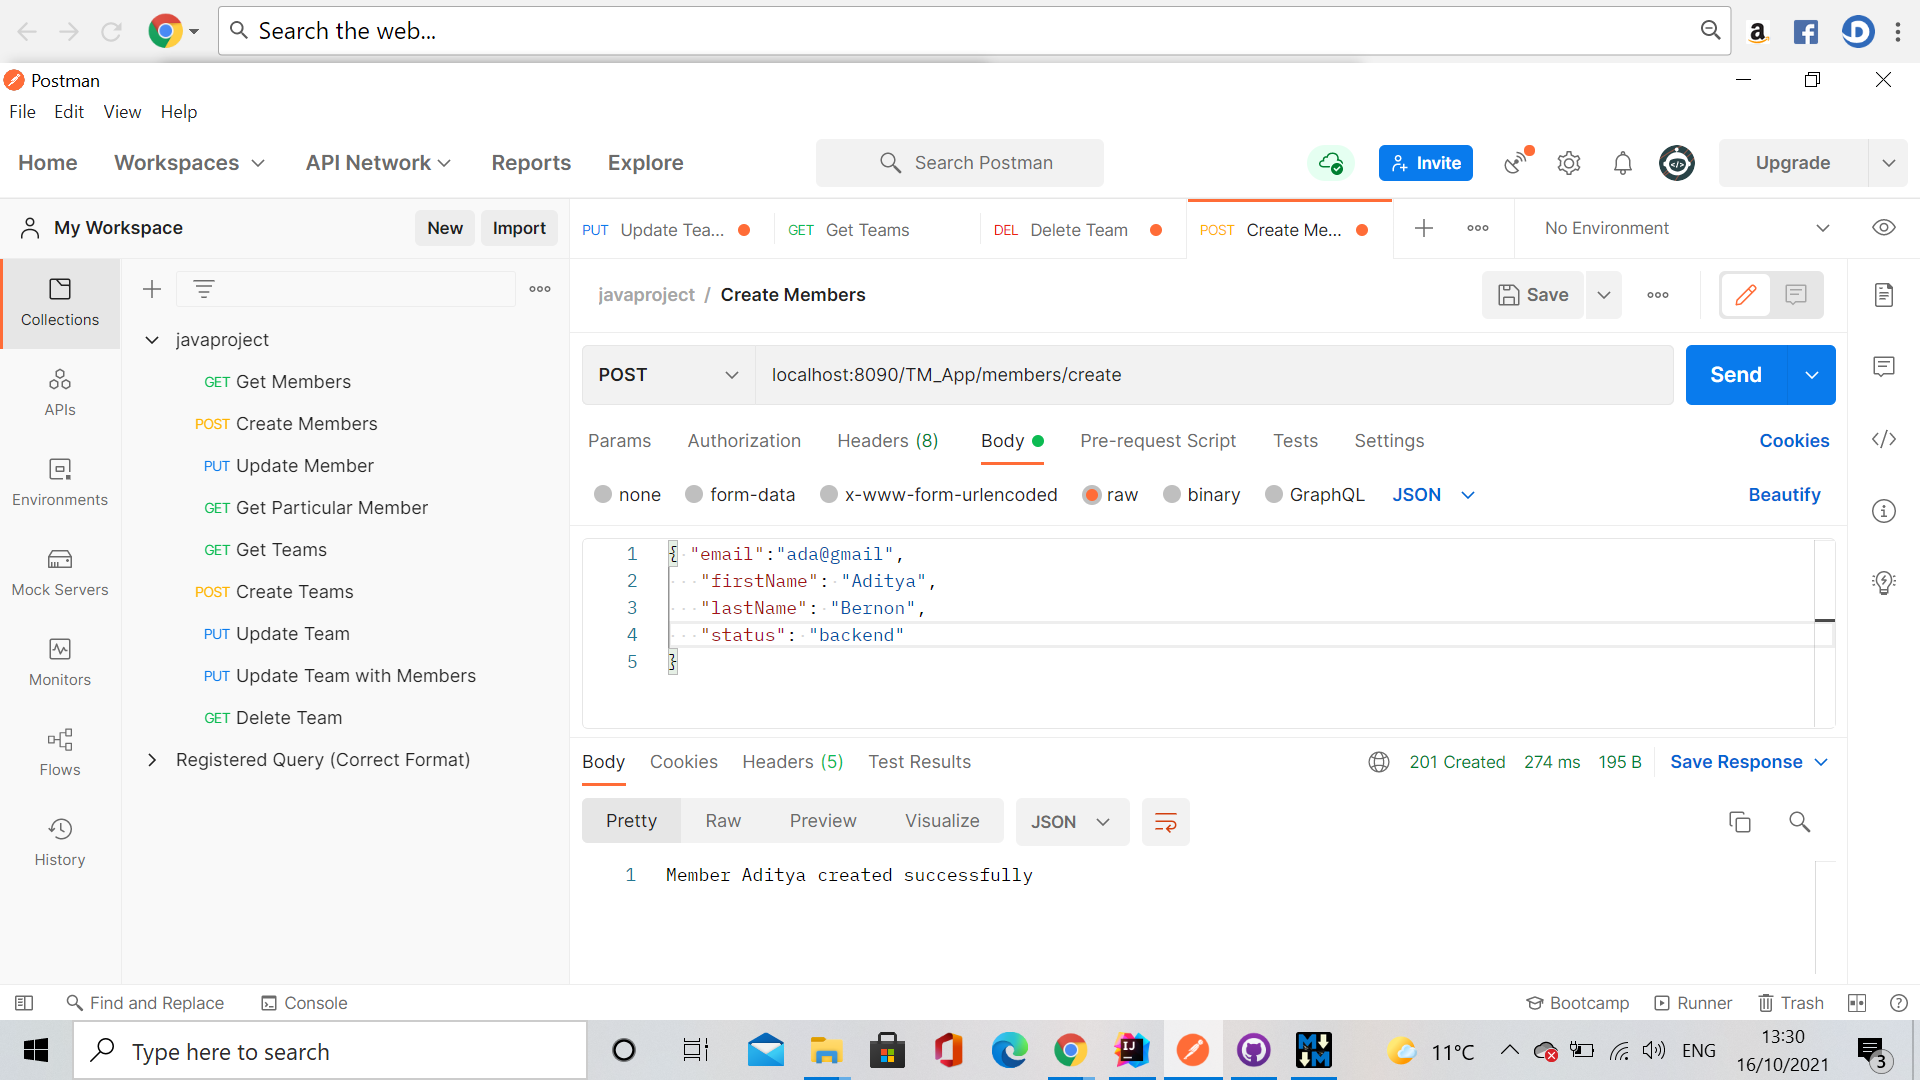 Search the web...
a
D
Postman
File Edit View Help
Home Workspaces API Network Reports Explore
Search Postman
Invite
Upgrade
My Workspace
New Import
PUT Update Tea...
GET Get Teams
DEL Delete Team
POST Create Me...
No Environment
Collections
APIs
Environments
Mock Servers
Monitors
Flows
History
javaproject
GET Get Members
POST Create Members
PUT Update Member
GET Get Particular Member
GET Get Teams
POST Create Teams
PUT Update Team
PUT Update Team with Members
GET Delete Team
Registered Query (Correct Format)
javaproject / Create Members
Save
POST localhost:8090/TM_App/members/create
Send
Params Authorization Headers (8) Body Pre-request Script Tests Settings
Cookies
none form-data x-www-form-urlencoded raw binary GraphQL JSON
Beautify
1 { "email":"ada@gmail",
2 "firstName": "Aditya",
3 "lastName": "Bernon",
4 "status": "backend"
5 }
Body Cookies Headers (5) Test Results
201 Created 274 ms 195 B
Save Response
Pretty Raw Preview Visualize
JSON
1 Member Aditya created successfully
Find and Replace
Console
Bootcamp
Runner
Trash
Type here to search
IJ
M M
11°C
ENG
13:30
16/10/2021
3